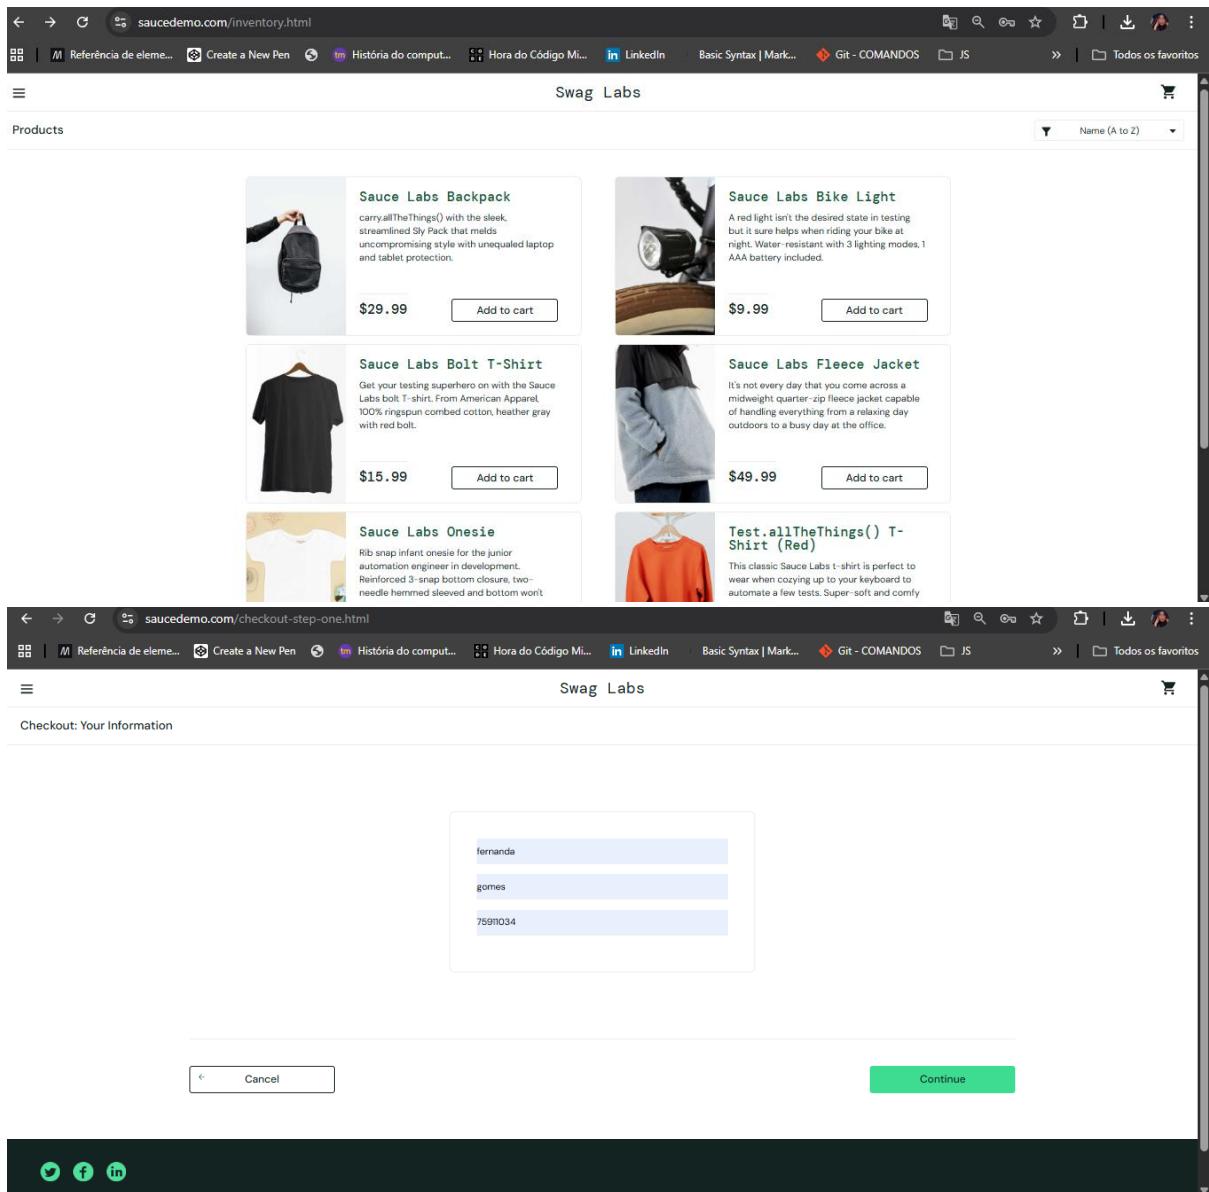 saucedemo.com/inventory.html
Referência de eleme... Create a New Pen tm História do comput... Hora do Código Mi... in LinkedIn Basic Syntax | Mark... Git - COMANDOS JS » Todos os favoritos
Swag Labs
Products
Name (A to Z)
Sauce Labs Backpack
carry.allTheThings() with the sleek,
streamlined Sly Pack that melds
uncompromising style with unequaled laptop
and tablet protection.
$29.99 Add to cart
Sauce Labs Bike Light
A red light isn't the desired state in testing
but it sure helps when riding your bike at
night. Water-resistant with 3 lighting modes, 1
AAA battery included.
$9.99 Add to cart
Sauce Labs Bolt T-Shirt
Get your testing superhero on with the Sauce
Labs bolt T-shirt. From American Apparel,
100% ringspun combed cotton, heather gray
with red bolt.
$15.99 Add to cart
Sauce Labs Fleece Jacket
It's not every day that you come across a
midweight quarter-zip fleece jacket capable
of handling everything from a relaxing day
outdoors to a busy day at the office.
$49.99 Add to cart
Sauce Labs Onesie
Rib snap infant onesie for the junior
automation engineer in development.
Reinforced 3-snap bottom closure, two-
needle hemmed sleeved and bottom won't
Test.allTheThings() T-
Shirt (Red)
This classic Sauce Labs t-shirt is perfect to
wear when cozying up to your keyboard to
automate a few tests. Super-soft and comfy
saucedemo.com/checkout-step-one.html
Referência de eleme... Create a New Pen tm História do comput... Hora do Código Mi... in LinkedIn Basic Syntax | Mark... Git - COMANDOS JS » Todos os favoritos
Swag Labs
Checkout: Your Information
fernanda
gomes
75911034
Cancel
Continue